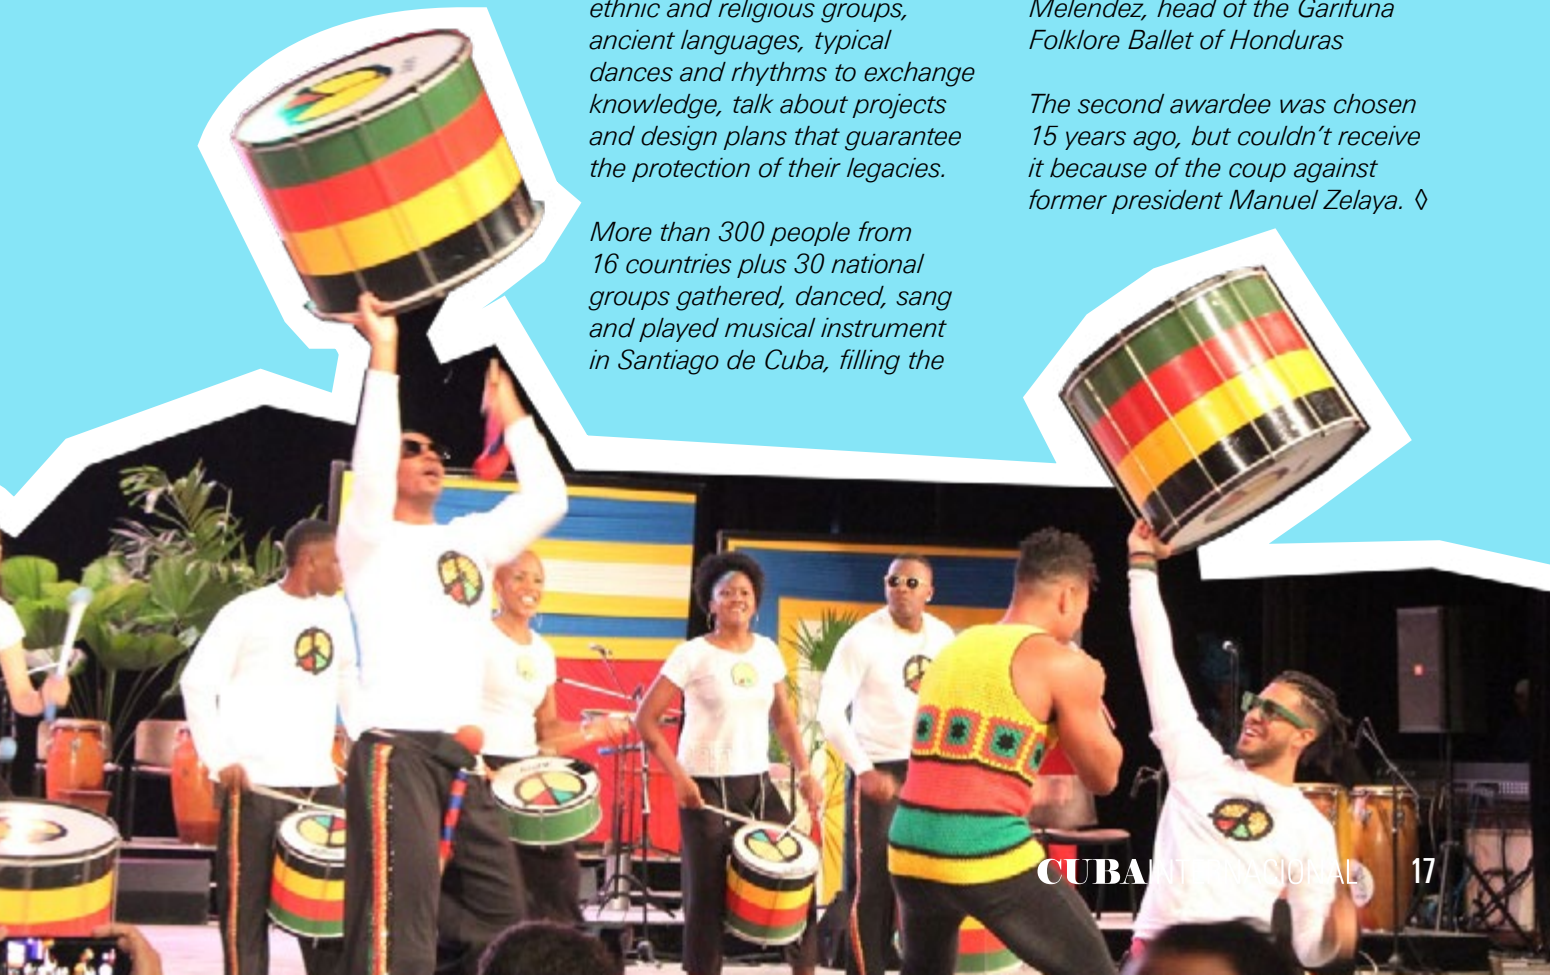 ethnic and religious groups,
ancient languages, typical
dances and rhythms to exchange
knowledge, talk about projects
and design plans that guarantee
the protection of their legacies.
More than 300 people from
16 countries plus 30 national
groups gathered, danced, sang
and played musical instrument
in Santiago de Cuba, filling the
Melendez, head of the Garifuna
Folklore Ballet of Honduras
The second awardee was chosen
15 years ago, but couldn’t receive
it because of the coup against
former president Manuel Zelaya. ◊
CUBAINTERNACIONAL 17